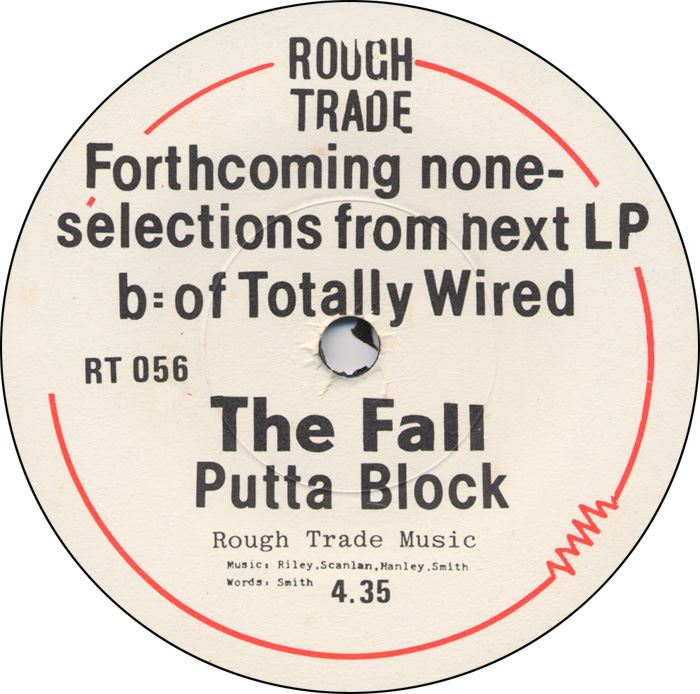 ROUGH
TRADE
Forthcoming none-
selections from next LP
b: of Totally Wired
RT 056
The Fall
Putta Block
Rough Trade Music
Music: Riley,Scanlan,Hanley,Smith
Words: Smith
4.35